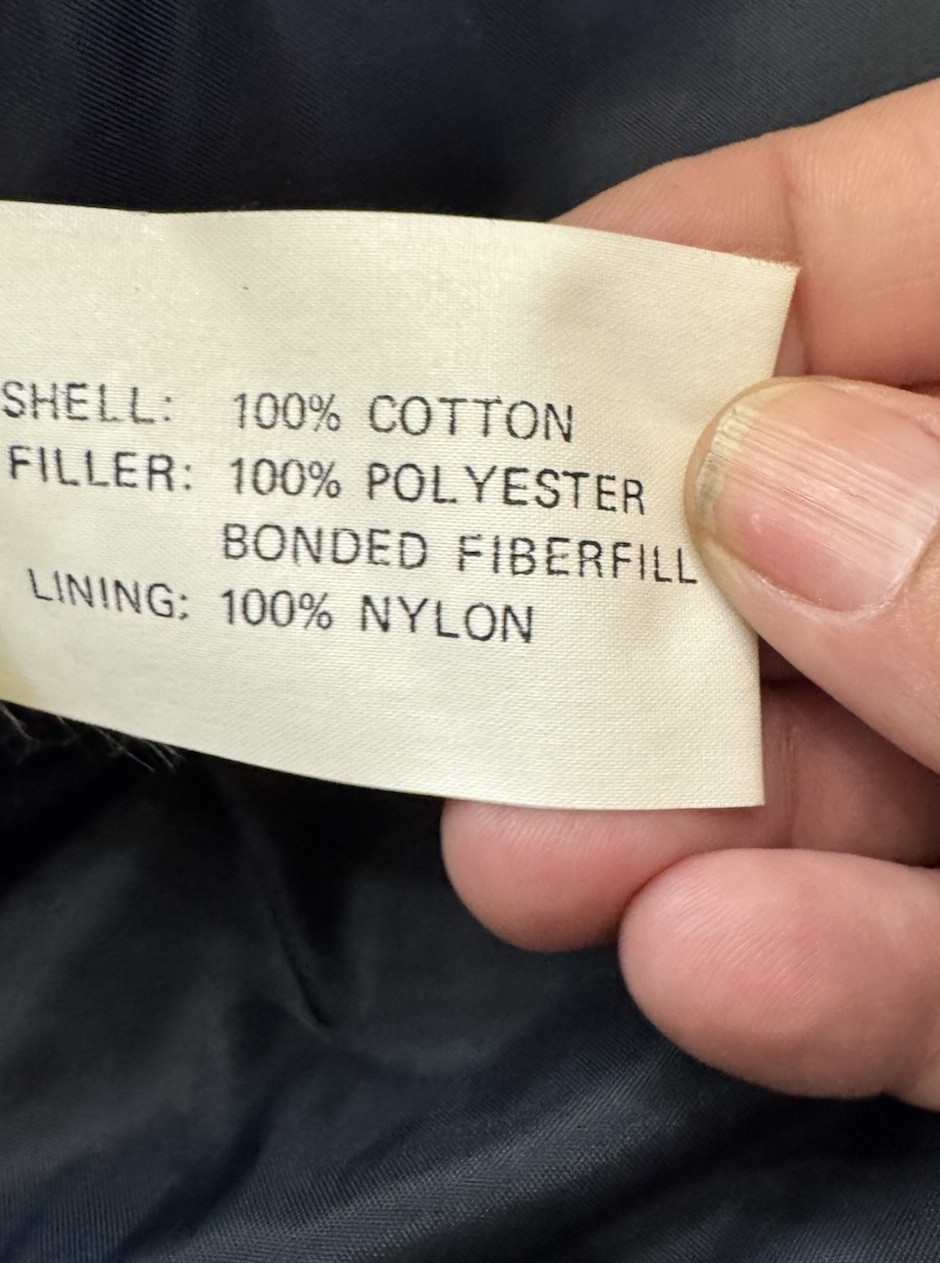 SHELL: 100% COTTON
FILLER: 100% POLYESTER
BONDED FIBERFILL
LINING: 100% NYLON